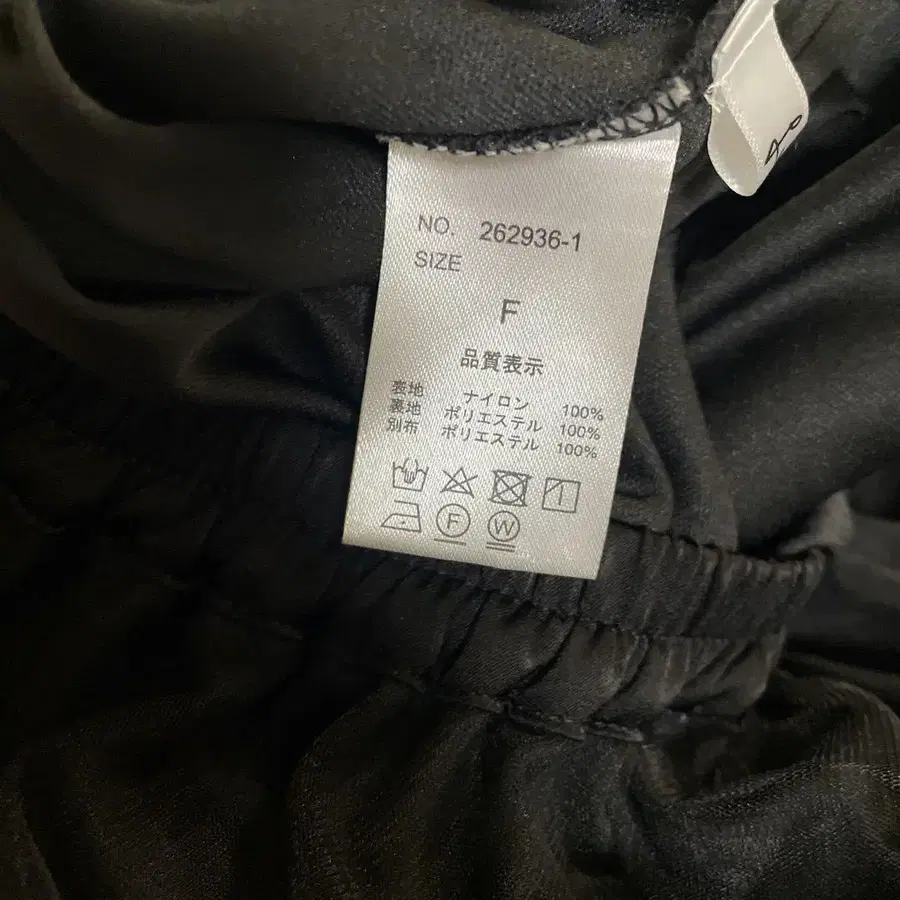 NO. 262936-1
SIZE
F
品質表示
表地 ナイロン 100%
裏地 ポリエステル 100%
別布 ポリエステル 100%
F W